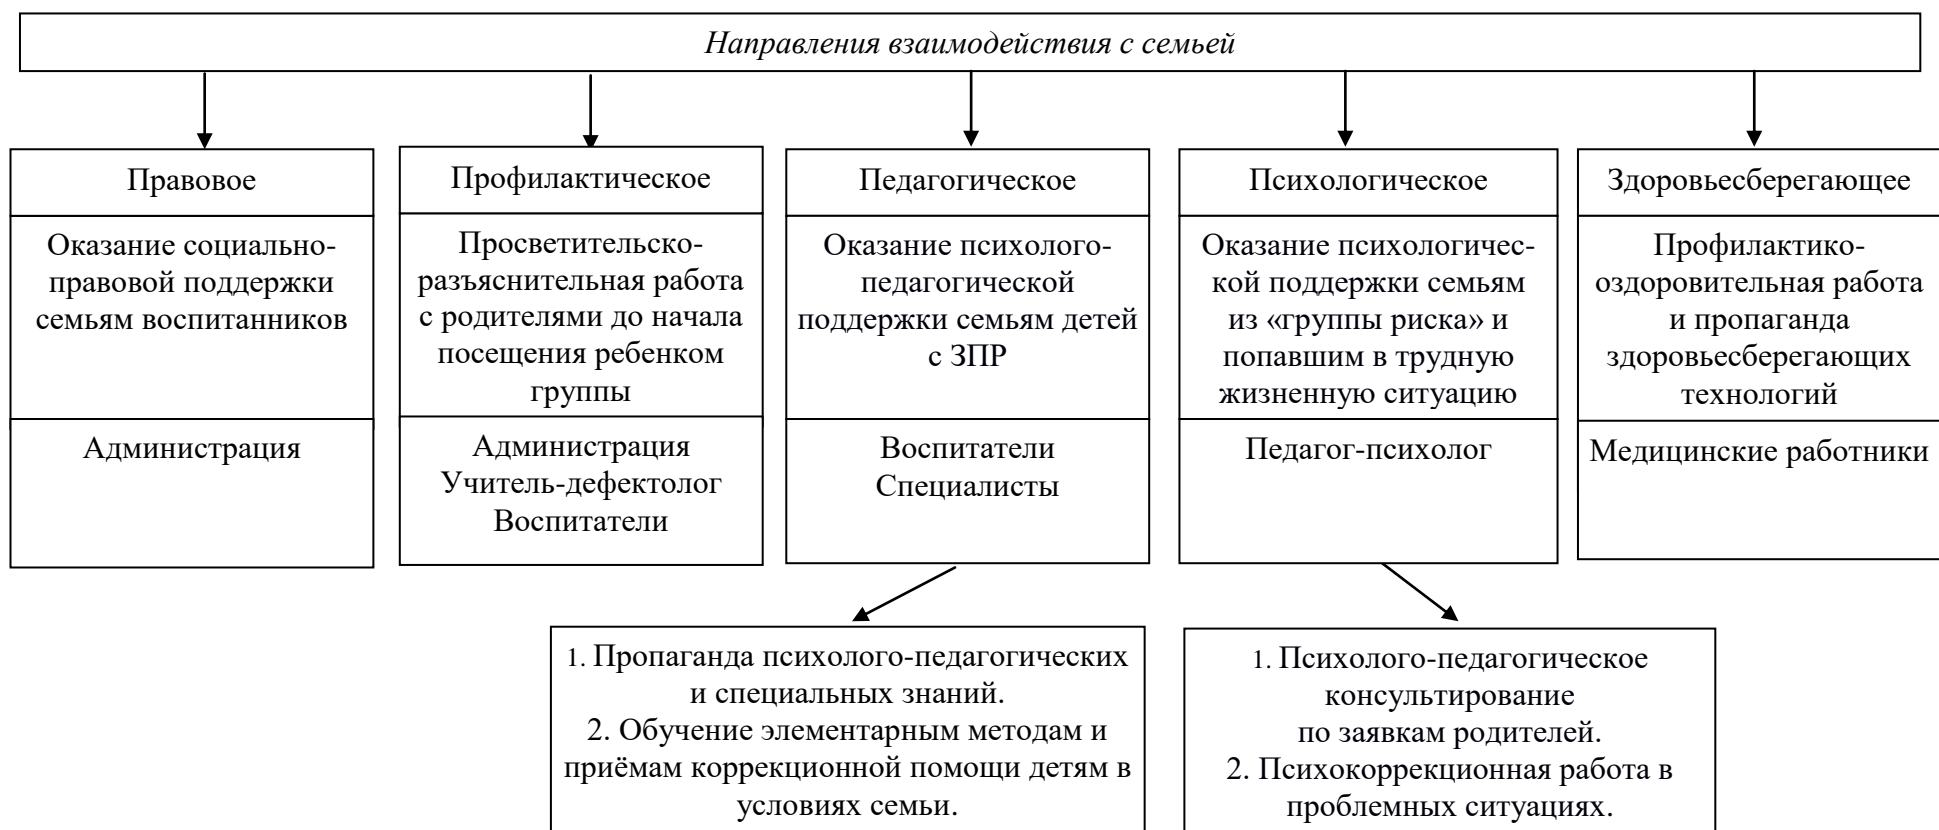 Направления взаимодействия с семьей
Правовое
Оказание социально-
правовой поддержки
семьям воспитанников
Администрация
Профилактическое
Просветительско-
разъяснительная работа
с родителями до начала
посещения ребенком
группы
Администрация
Учитель-дефектолог
Воспитатели
Педагогическое
Оказание психолого-
педагогической
поддержки семьям детей
с ЗПР
Воспитатели
Специалисты
Психологическое
Оказание психологичес-
кой поддержки семьям
из «группы риска» и
попавшим в трудную
жизненную ситуацию
Педагог-психолог
Здоровьесберегающее
Профилактико-
оздоровительная работа
и пропаганда
здоровьесберегающих
технологий
Медицинские работники
1. Пропаганда психолого-педагогических
и специальных знаний.
2. Обучение элементарным методам и
приёмам коррекционной помощи детям в
условиях семьи.
1. Психолого-педагогическое
консультирование
по заявкам родителей.
2. Психокоррекционная работа в
проблемных ситуациях.